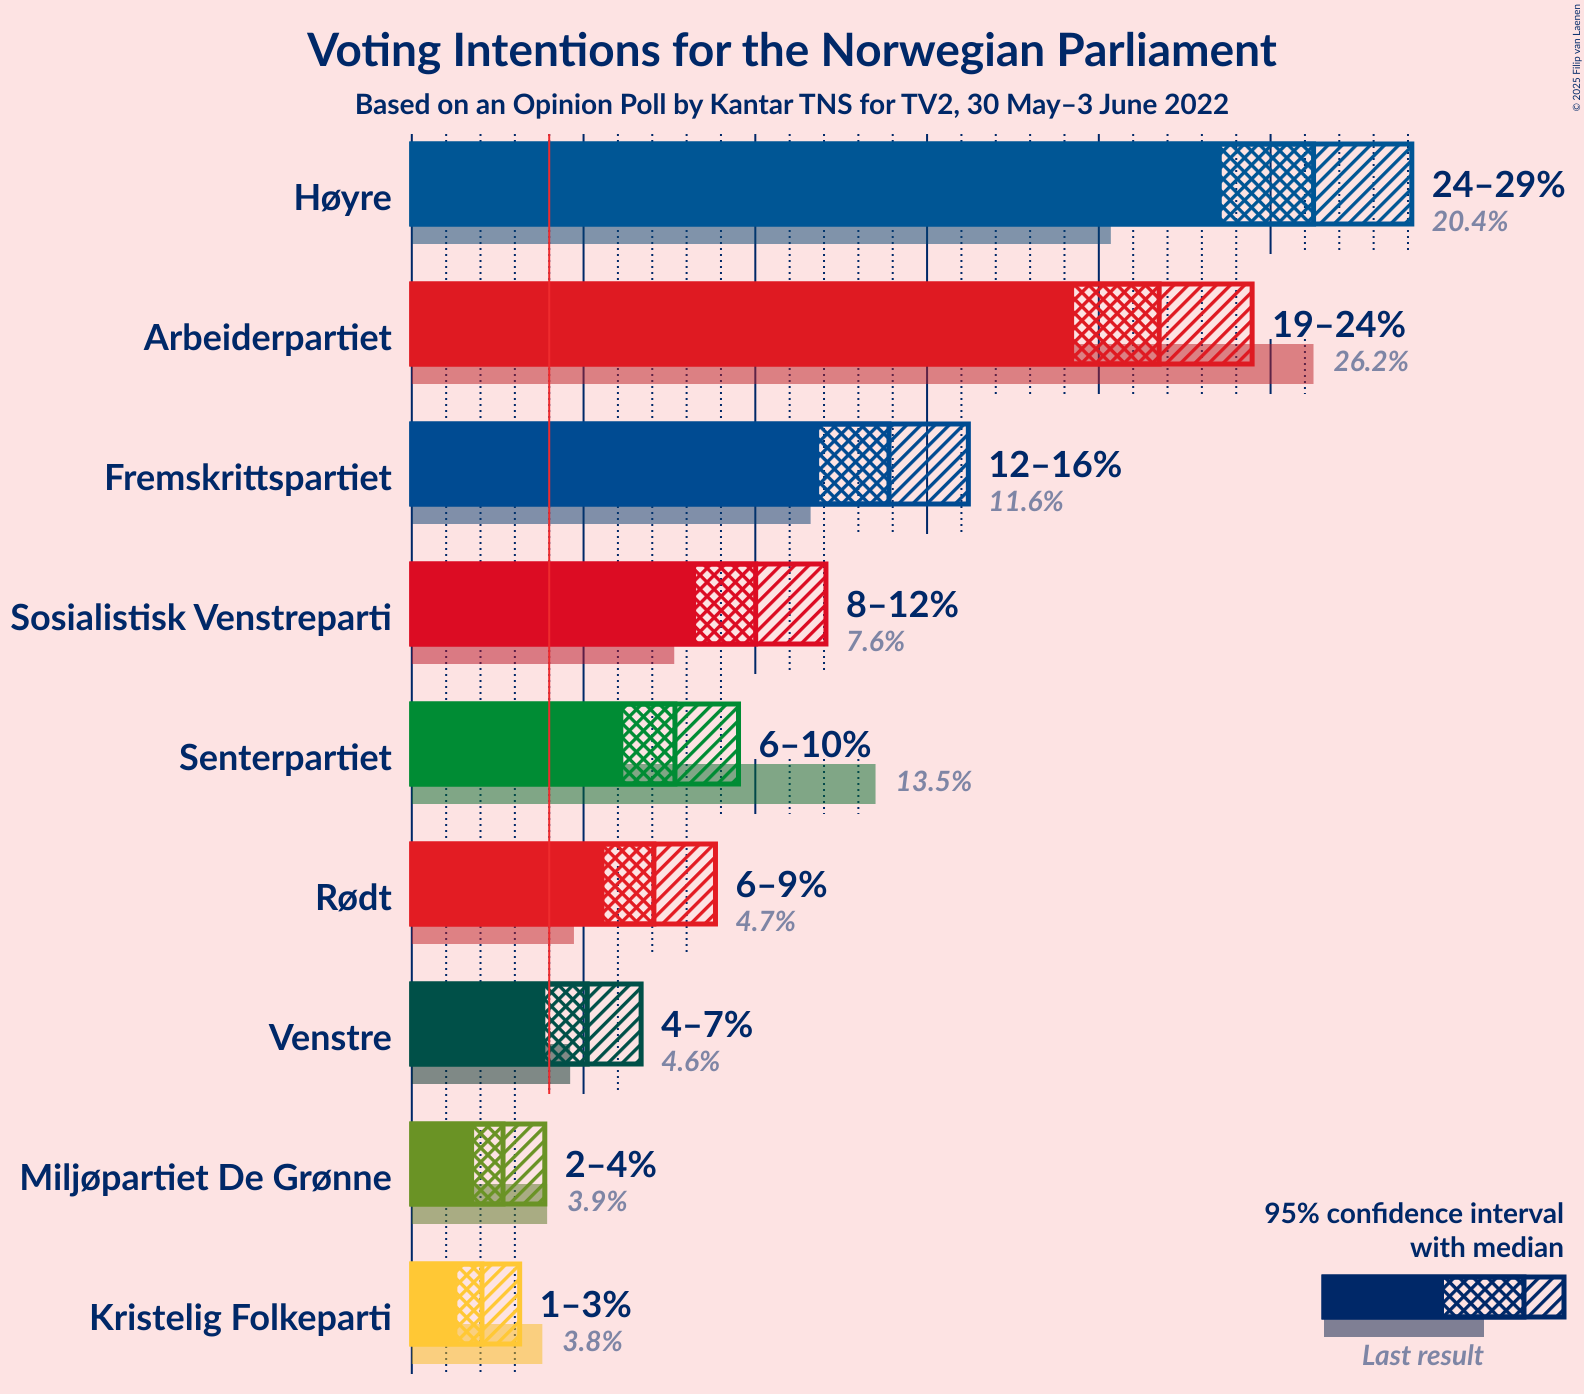 Voting Intentions for the Norwegian Parliament
Based on an Opinion Poll by Kantar TNS for TV2, 30 May–3 June 2022
© 2025 Filip van Laenen
Høyre
24–29%
20.4%
Arbeiderpartiet
19–24%
26.2%
Fremskrittspartiet
12–16%
11.6%
Sosialistisk Venstreparti
8–12%
7.6%
Senterpartiet
6–10%
13.5%
Rødt
6–9%
4.7%
Venstre
4–7%
4.6%
Miljøpartiet De Grønne
2–4%
3.9%
Kristelig Folkeparti
1–3%
3.8%
95% confidence interval
with median
Last result